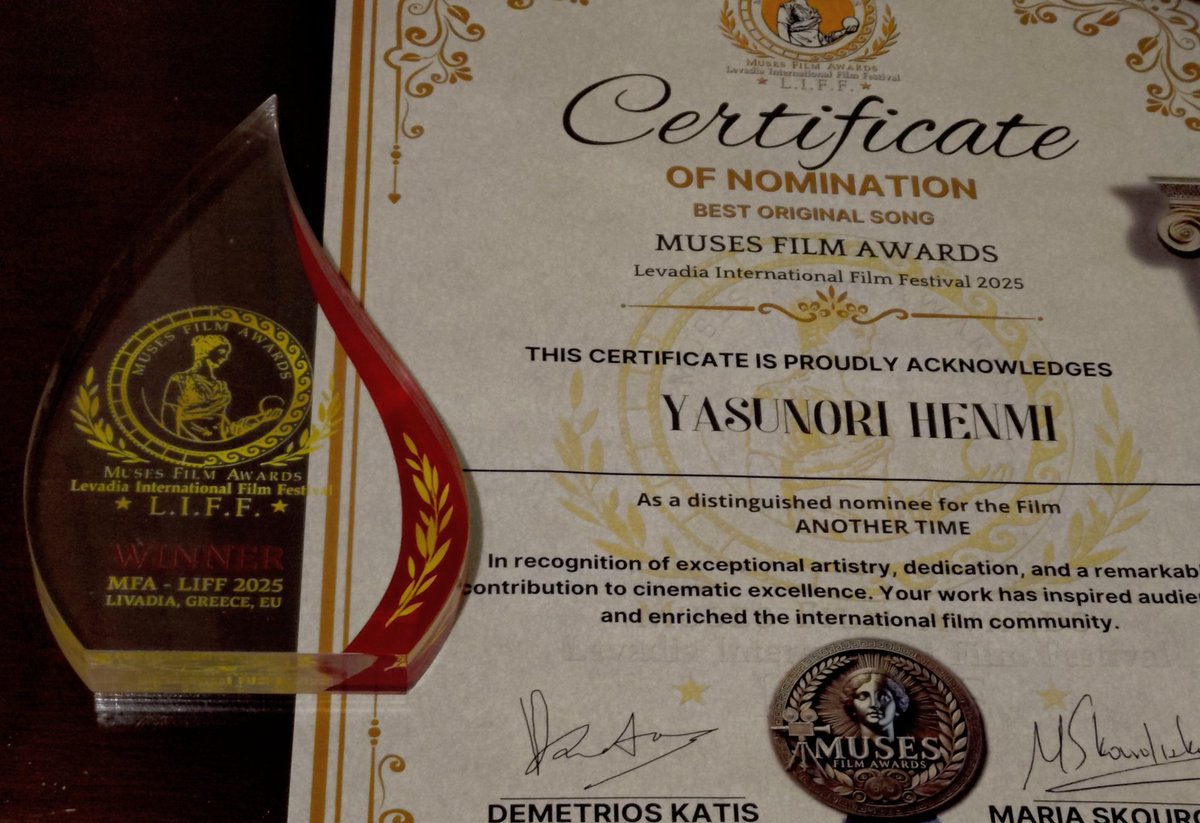 MUSES FILM AWARDS
Levadia International Film Festival
L.I.F.F.
Certificate
OF NOMINATION
BEST ORIGINAL SONG
MUSES FILM AWARDS
Levadia International Film Festival 2025
THIS CERTIFICATE IS PROUDLY ACKNOWLEDGES
YASUNORI HENMI
As a distinguished nominee for the Film
ANOTHER TIME
In recognition of exceptional artistry, dedication, and a remarkabl
contribution to cinematic excellence. Your work has inspired audie
and enriched the international film community.
MUSES
FILM AWARDS
DEMETRIOS KATIS
MARIA SKOURO
MUSES FILM AWARDS
MUSES FILM AWARDS
Levadia International Film Festival
L.I.F.F.
WINNER
MFA - LIFF 2025
LIVADIA, GREECE, EU